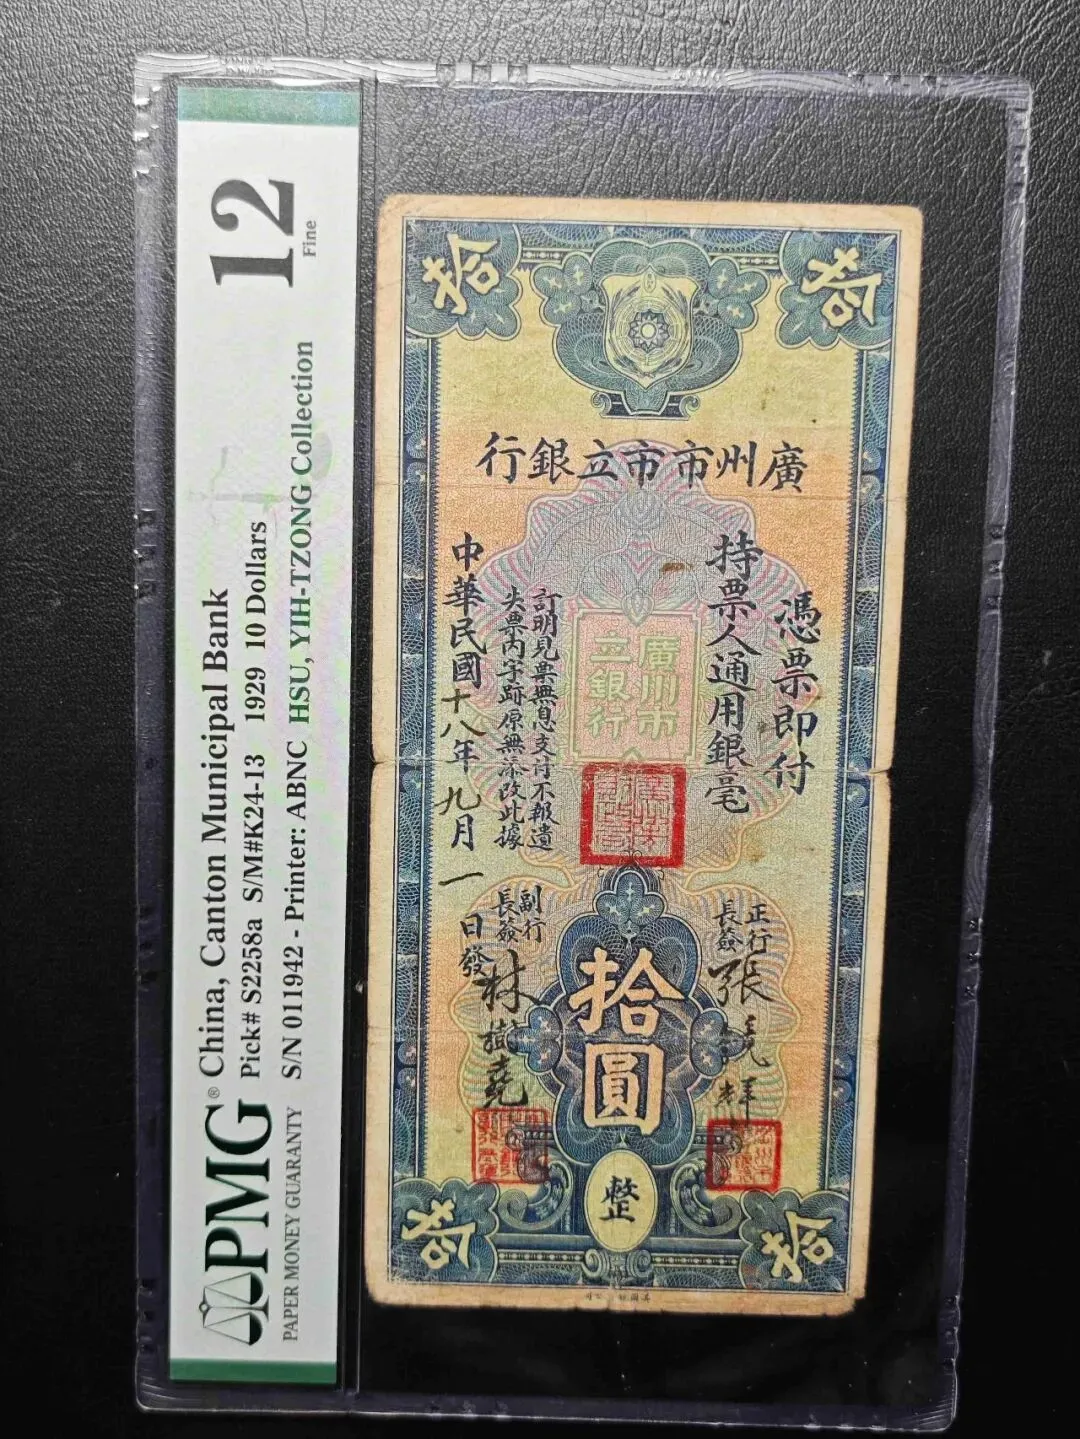 PMG® China, Canton Municipal Bank
Pick# S2258a S/M#K24-13 1929 10 Dollars
S/N 011942 - Printer: ABNC HSU, YIH-TZONG Collection
PAPER MONEY GUARANTY
12
Fine
拾
拾
廣州市市立銀行
憑票即付
持票人通用銀毫
廣州市
立銀行
訂明見票無息支付不報遺
失票內字跡原無添改此據
中華民國十八年九月一日發
正行
長簽
副行
長簽
拾圓
整
拾
拾